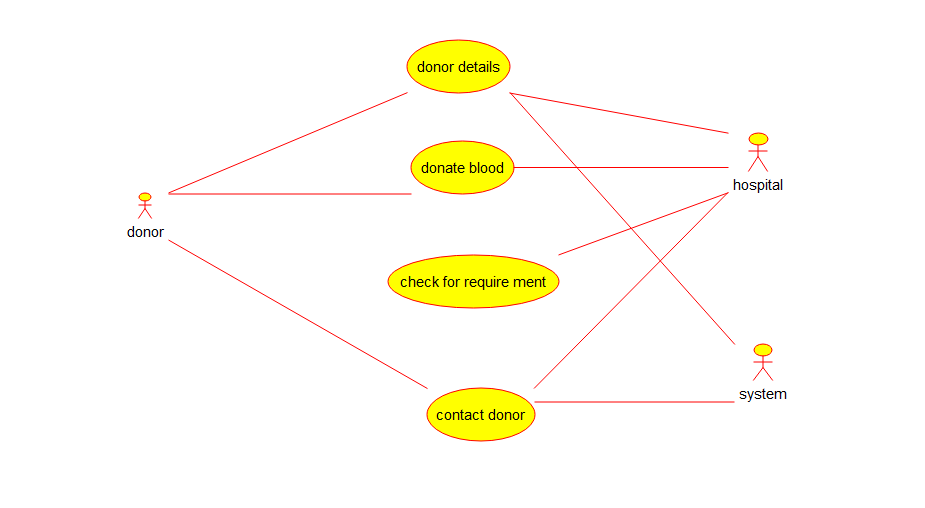 donor details
donate blood
hospital
donor
check for require ment
system
contact donor